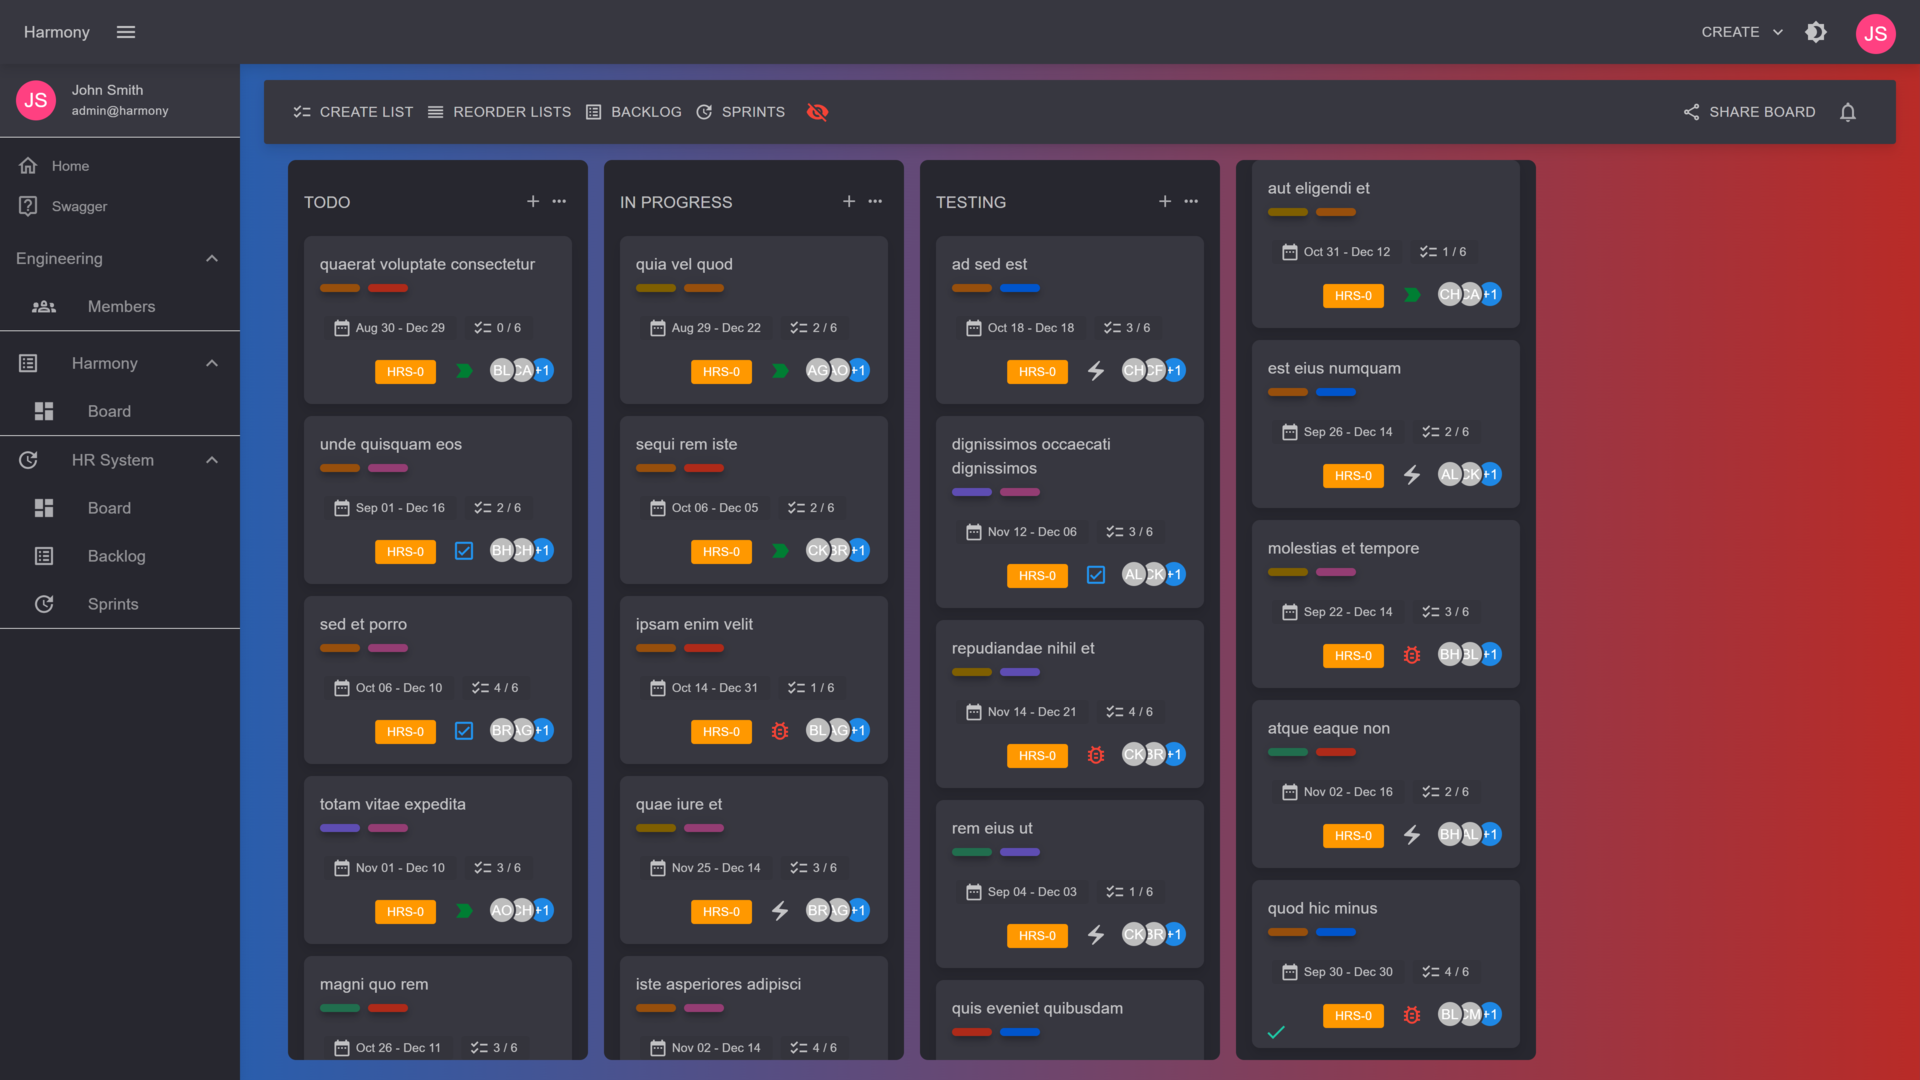 Harmony
CREATE
JS
JS
John Smith
admin@harmony
Home
Swagger
Engineering
Members
Harmony
Board
HR System
Board
Backlog
Sprints
CREATE LIST
REORDER LISTS
BACKLOG
SPRINTS
SHARE BOARD
TODO
quaerat voluptate consectetur
Aug 30 - Dec 29
0 / 6
HRS-0
BL CA +1
unde quisquam eos
Sep 01 - Dec 16
2 / 6
HRS-0
BH CH +1
sed et porro
Oct 06 - Dec 10
4 / 6
HRS-0
BR AG +1
totam vitae expedita
Nov 01 - Dec 10
3 / 6
HRS-0
AO CH +1
magni quo rem
Oct 26 - Dec 11
3 / 6
IN PROGRESS
quia vel quod
Aug 29 - Dec 22
2 / 6
HRS-0
AG AO +1
sequi rem iste
Oct 06 - Dec 05
2 / 6
HRS-0
CK BR +1
ipsam enim velit
Oct 14 - Dec 31
1 / 6
HRS-0
BL AG +1
quae iure et
Nov 25 - Dec 14
3 / 6
HRS-0
BR AG +1
iste asperiores adipisci
Nov 02 - Dec 14
4 / 6
TESTING
ad sed est
Oct 18 - Dec 18
3 / 6
HRS-0
CH CF +1
dignissimos occaecati
dignissimos
Nov 12 - Dec 06
3 / 6
HRS-0
AL CK +1
repudiandae nihil et
Nov 14 - Dec 21
4 / 6
HRS-0
CK BR +1
rem eius ut
Sep 04 - Dec 03
1 / 6
HRS-0
CK BR +1
quis eveniet quibusdam
aut eligendi et
Oct 31 - Dec 12
1 / 6
HRS-0
CH CA +1
est eius numquam
Sep 26 - Dec 14
2 / 6
HRS-0
AL CK +1
molestias et tempore
Sep 22 - Dec 14
3 / 6
HRS-0
BH BL +1
atque eaque non
Nov 02 - Dec 16
2 / 6
HRS-0
BH AL +1
quod hic minus
Sep 30 - Dec 30
4 / 6
HRS-0
BL CM +1